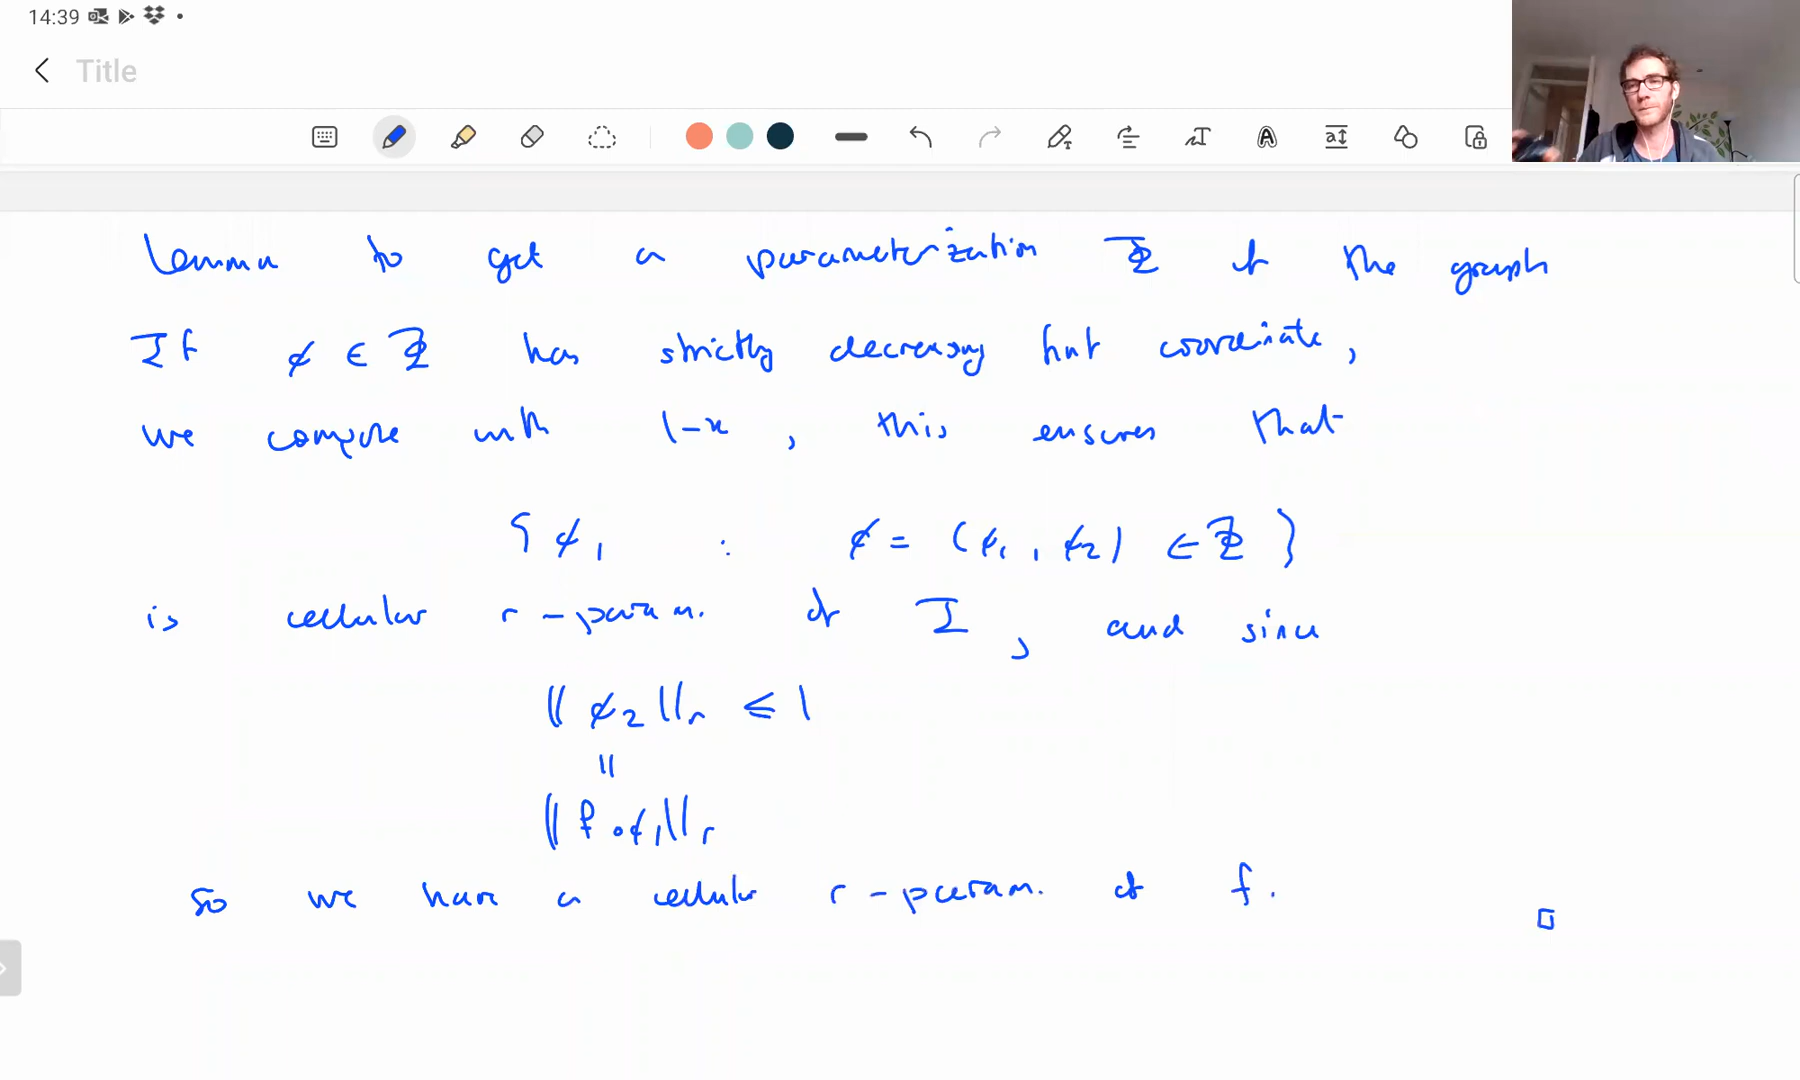 14:39
Title
Lemma to get a parameterization Φ of the graph
If φ ∈ Φ has strictly decreasing first coordinate,
we compose with 1-x, this ensures that
{ φ₁ : φ = (φ₁, φ₂) ∈ Φ }
is cellular r-param. of I, and since
‖ φ₂ ‖ᵣ ≤ 1
||
‖ f∘φ₁ ‖ᵣ
so we have a cellular r-param. of f. □